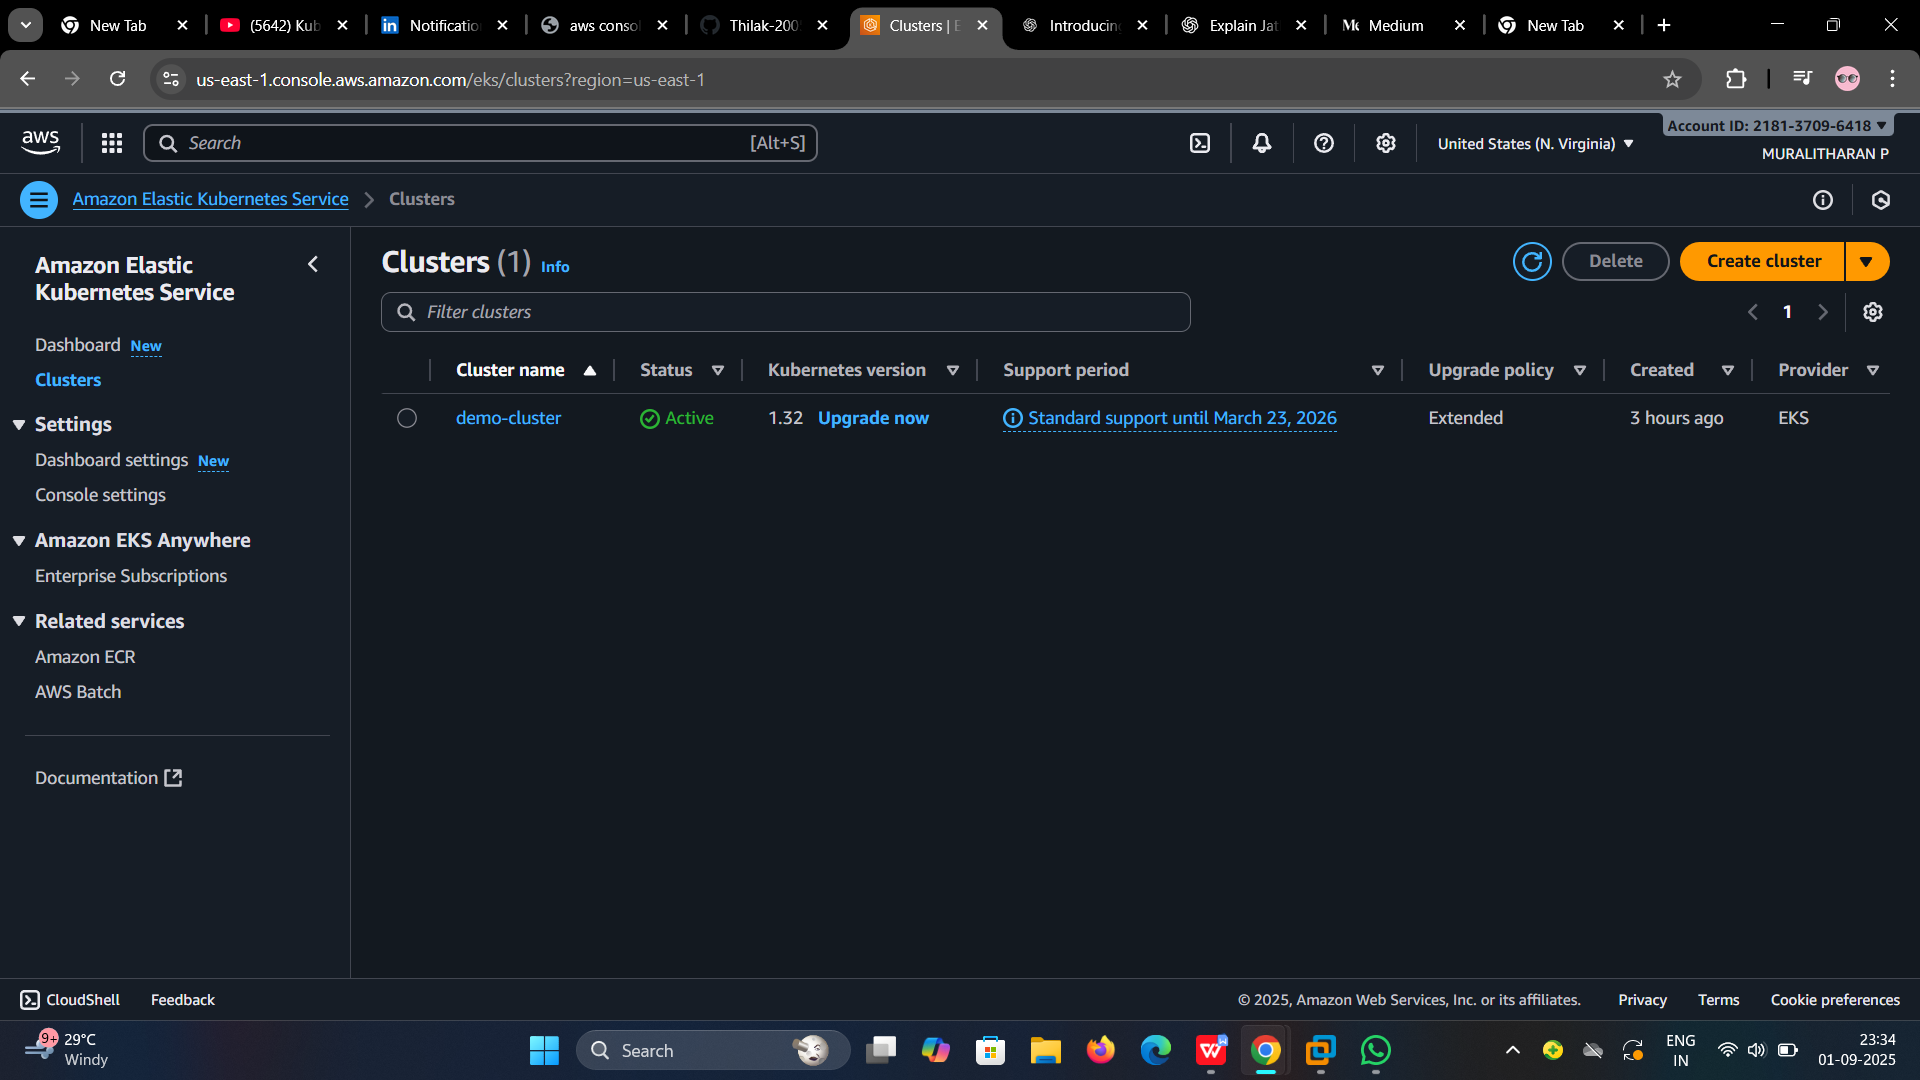 New Tab
(5642) Kub
Notificatio
aws conso
Thilak-200
Clusters | E
Introducing
Explain Jat
Medium
New Tab
us-east-1.console.aws.amazon.com/eks/clusters?region=us-east-1
aws
Search
[Alt+S]
United States (N. Virginia)
Account ID: 2181-3709-6418
MURALITHARAN P
Amazon Elastic Kubernetes Service
Clusters
Amazon Elastic
Kubernetes Service
Dashboard New
Clusters
Settings
Dashboard settings New
Console settings
Amazon EKS Anywhere
Enterprise Subscriptions
Related services
Amazon ECR
AWS Batch
Documentation
Clusters (1) Info
Delete
Create cluster
Filter clusters
1
Cluster name Status Kubernetes version Support period Upgrade policy Created Provider
demo-cluster Active 1.32 Upgrade now Standard support until March 23, 2026 Extended 3 hours ago EKS
CloudShell Feedback
© 2025, Amazon Web Services, Inc. or its affiliates. Privacy Terms Cookie preferences
9+
29°C
Windy
Search
ENG
IN
23:34
01-09-2025